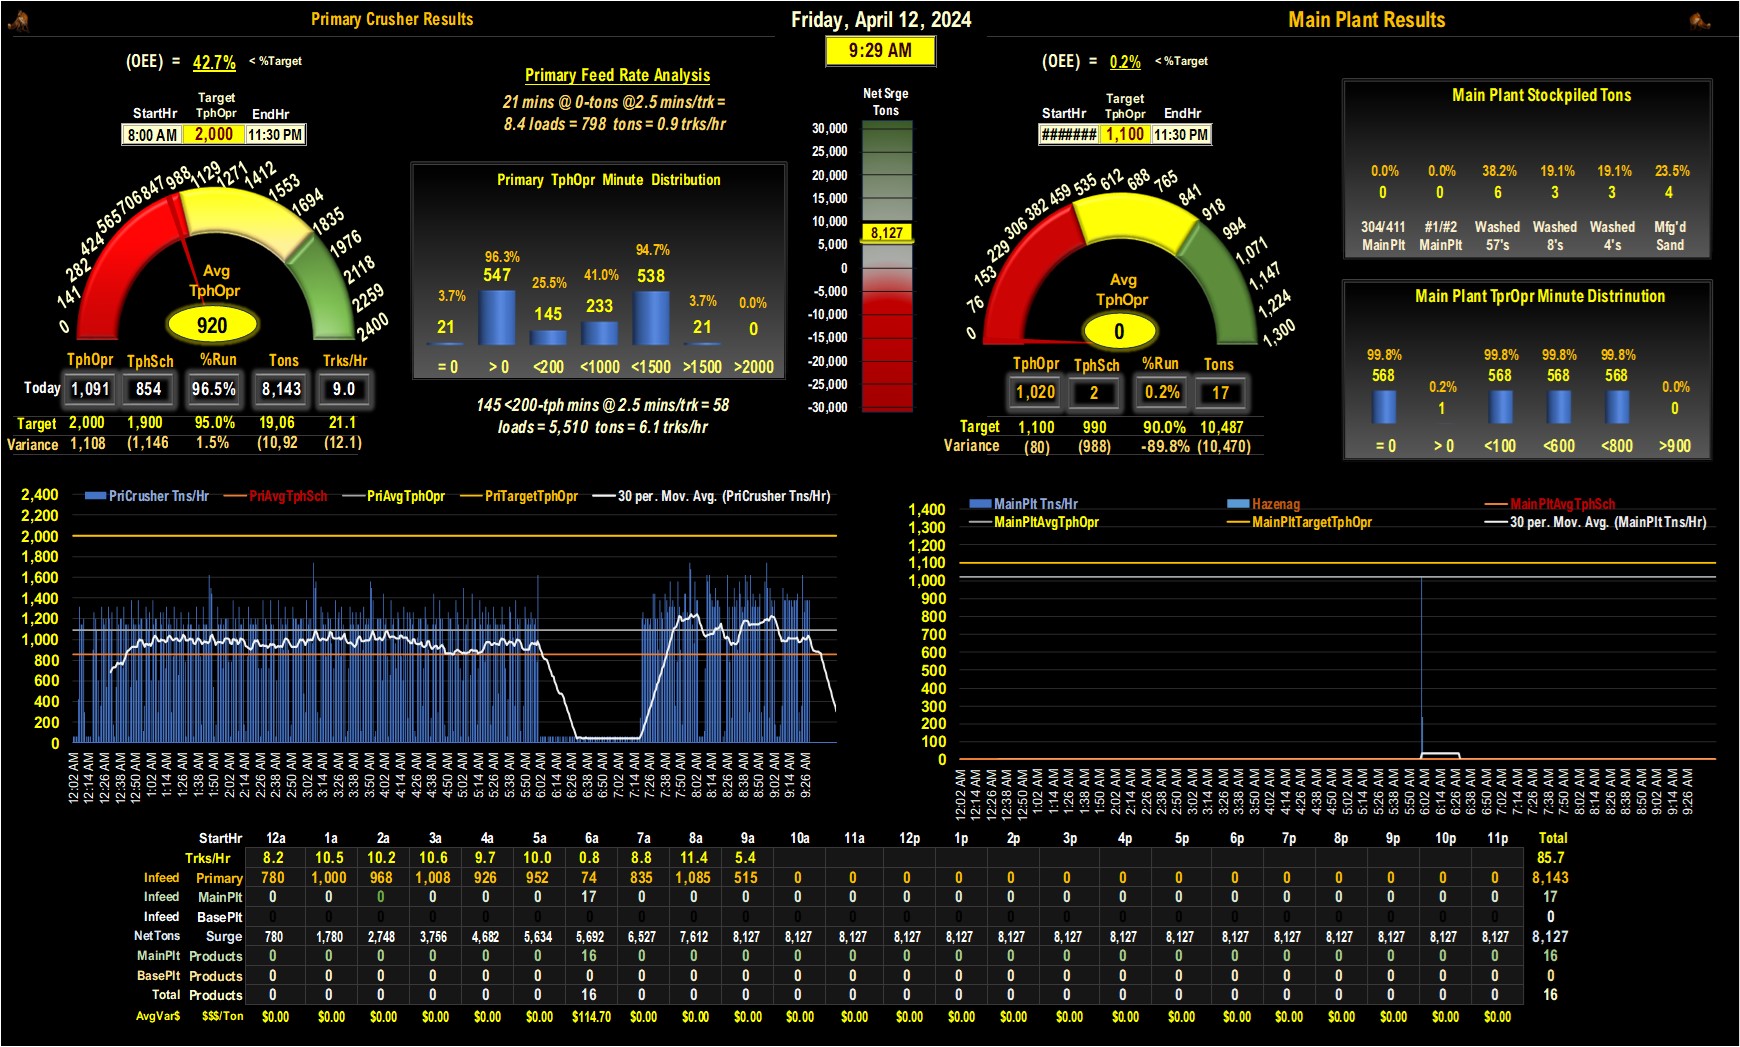 Primary Crusher Results
Friday, April 12, 2024
Main Plant Results
9:29 AM
(OEE) = 42.7% < %Target
Target
StartHr TphOpr EndHr
8:00 AM 2,000 11:30 PM
0 141 282 424 565 706 847 988 1129 1271 1412 1553 1694 1835 1976 2118 2259 2400
Avg
TphOpr
920
TphOpr TphSch %Run Tons Trks/Hr
Today 1,091 854 96.5% 8,143 9.0
Target 2,000 1,900 95.0% 19,06 21.1
Variance 1,108 (1,146 1.5% (10,92 (12.1)
Primary Feed Rate Analysis
21 mins @ 0-tons @2.5 mins/trk =
8.4 loads = 798 tons = 0.9 trks/hr
Primary TphOpr Minute Distribution
3.7% 96.3% 25.5% 41.0% 94.7% 3.7% 0.0%
21 547 145 233 538 21 0
= 0 > 0 <200 <1000 <1500 >1500 >2000
145 <200-tph mins @ 2.5 mins/trk = 58
loads = 5,510 tons = 6.1 trks/hr
Net Srge
Tons
30,000
25,000
20,000
15,000
10,000
8,127
5,000
0
-5,000
-10,000
-15,000
-20,000
-25,000
-30,000
(OEE) = 0.2% < %Target
Target
StartHr TphOpr EndHr
####### 1,100 11:30 PM
0 76 153 229 306 382 459 535 612 688 765 841 918 994 1,071 1,147 1,224 1,300
Avg
TphOpr
0
TphOpr TphSch %Run Tons
1,020 2 0.2% 17
Target 1,100 990 90.0% 10,487
Variance (80) (988) -89.8% (10,470)
Main Plant Stockpiled Tons
0.0% 0.0% 38.2% 19.1% 19.1% 23.5%
0 0 6 3 3 4
304/411 #1/#2 Washed Washed Washed Mfg'd
MainPlt MainPlt 57's 8's 4's Sand
Main Plant TprOpr Minute Distrinution
99.8% 0.2% 99.8% 99.8% 99.8% 0.0%
568 1 568 568 568 0
= 0 > 0 <100 <600 <800 >900
PriCrusher Tns/Hr PriAvgTphSch PriAvgTphOpr PriTargetTphOpr 30 per. Mov. Avg. (PriCrusher Tns/Hr)
2,400
2,200
2,000
1,800
1,600
1,400
1,200
1,000
800
600
400
200
0
12:02 AM 12:14 AM 12:26 AM 12:38 AM 12:50 AM 1:02 AM 1:14 AM 1:26 AM 1:38 AM 1:50 AM 2:02 AM 2:14 AM 2:26 AM 2:38 AM 2:50 AM 3:02 AM 3:14 AM 3:26 AM 3:38 AM 3:50 AM 4:02 AM 4:14 AM 4:26 AM 4:38 AM 4:50 AM 5:02 AM 5:14 AM 5:26 AM 5:38 AM 5:50 AM 6:02 AM 6:14 AM 6:26 AM 6:38 AM 6:50 AM 7:02 AM 7:14 AM 7:26 AM 7:38 AM 7:50 AM 8:02 AM 8:14 AM 8:26 AM 8:38 AM 8:50 AM 9:02 AM 9:14 AM 9:26 AM
MainPlt Tns/Hr Hazenag MainPltAvgTphSch
MainPltAvgTphOpr MainPltTargetTphOpr 30 per. Mov. Avg. (MainPlt Tns/Hr)
1,400
1,300
1,200
1,100
1,000
900
800
700
600
500
400
300
200
100
0
12:02 AM 12:14 AM 12:26 AM 12:38 AM 12:50 AM 1:02 AM 1:14 AM 1:26 AM 1:38 AM 1:50 AM 2:02 AM 2:14 AM 2:26 AM 2:38 AM 2:50 AM 3:02 AM 3:14 AM 3:26 AM 3:38 AM 3:50 AM 4:02 AM 4:14 AM 4:26 AM 4:38 AM 4:50 AM 5:02 AM 5:14 AM 5:26 AM 5:38 AM 5:50 AM 6:02 AM 6:14 AM 6:26 AM 6:38 AM 6:50 AM 7:02 AM 7:14 AM 7:26 AM 7:38 AM 7:50 AM 8:02 AM 8:14 AM 8:26 AM 8:39 AM 8:50 AM 9:02 AM 9:14 AM 9:26 AM
StartHr 12a 1a 2a 3a 4a 5a 6a 7a 8a 9a 10a 11a 12p 1p 2p 3p 4p 5p 6p 7p 8p 9p 10p 11p Total
Trks/Hr 8.2 10.5 10.2 10.6 9.7 10.0 0.8 8.8 11.4 5.4 85.7
Infeed Primary 780 1,000 968 1,008 926 952 74 835 1,085 515 0 0 0 0 0 0 0 0 0 0 0 0 0 0 8,143
Infeed MainPlt 0 0 0 0 0 0 17 0 0 0 0 0 0 0 0 0 0 0 0 0 0 0 0 0 17
Infeed BasePlt 0 0 0 0 0 0 0 0 0 0 0 0 0 0 0 0 0 0 0 0 0 0 0 0 0
NetTons Surge 780 1,780 2,748 3,756 4,682 5,634 5,692 6,527 7,612 8,127 8,127 8,127 8,127 8,127 8,127 8,127 8,127 8,127 8,127 8,127 8,127 8,127 8,127 8,127 8,127
MainPlt Products 0 0 0 0 0 0 16 0 0 0 0 0 0 0 0 0 0 0 0 0 0 0 0 0 16
BasePlt Products 0 0 0 0 0 0 0 0 0 0 0 0 0 0 0 0 0 0 0 0 0 0 0 0 0
Total Products 0 0 0 0 0 0 16 0 0 0 0 0 0 0 0 0 0 0 0 0 0 0 0 0 16
AvgVar$ $$$/Ton $0.00 $0.00 $0.00 $0.00 $0.00 $0.00 $114.70 $0.00 $0.00 $0.00 $0.00 $0.00 $0.00 $0.00 $0.00 $0.00 $0.00 $0.00 $0.00 $0.00 $0.00 $0.00 $0.00 $0.00